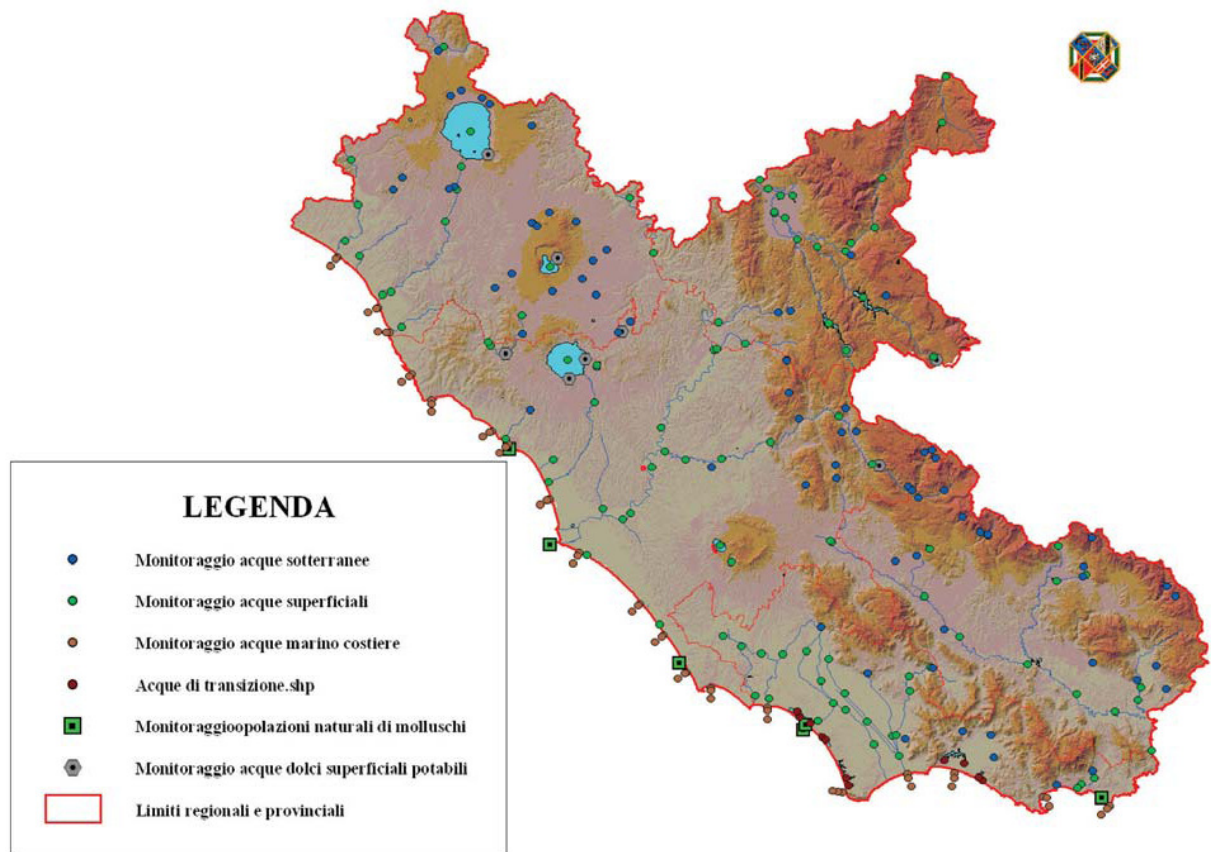 LEGENDA
Monitoraggio acque sotterranee
Monitoraggio acque superficiali
Monitoraggio acque marino costiere
Acque di transizione.shp
Monitoraggioopolazioni naturali di molluschi
Monitoraggio acque dolci superficiali potabili
Limiti regionali e provinciali